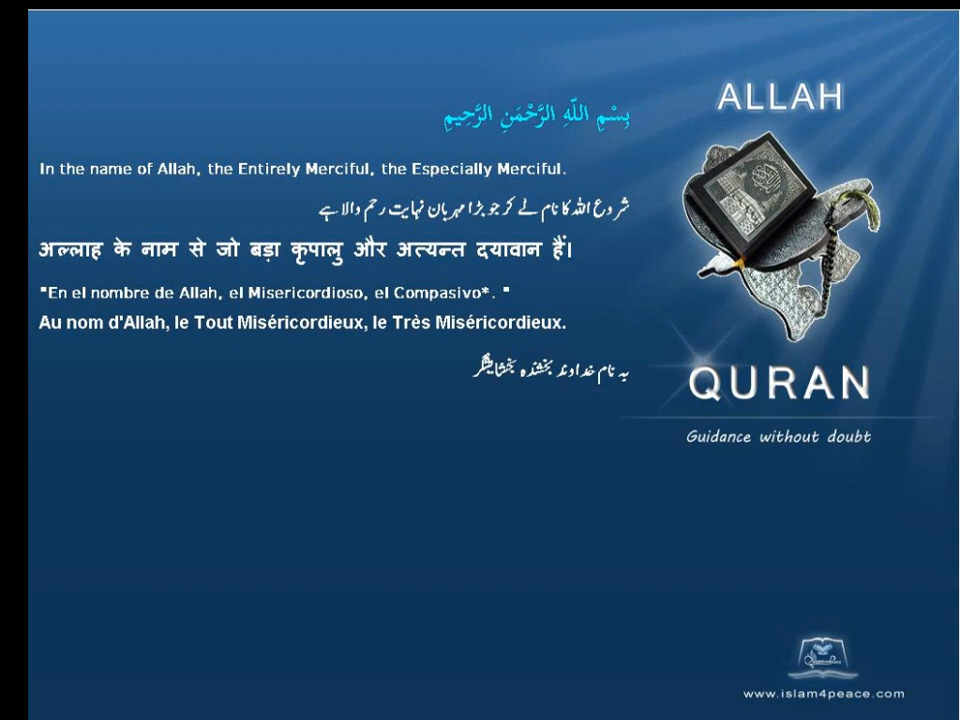 بِسْمِ اللّهِ الرَّحْمَنِ الرَّحِيمِ
In the name of Allah, the Entirely Merciful, the Especially Merciful.
شروع الله کا نام لے کر جو بڑا مہربان نہایت رحم والا ہے
अल्लाह के नाम से जो बड़ा कृपालु और अत्यन्त दयावान हैं।
"En el nombre de Allah, el Misericordioso, el Compasivo*. "
Au nom d'Allah, le Tout Miséricordieux, le Très Miséricordieux.
به نام خداوند بخشنده بخشایشگر
ALLAH
QURAN
Guidance without doubt
www.islam4peace.com